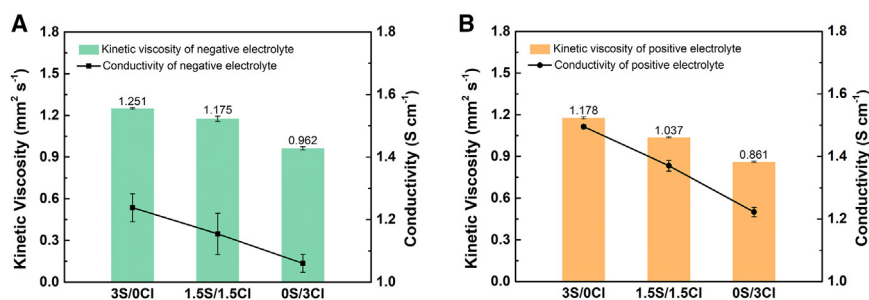 A
Kinetic Viscosity (mm² s⁻¹)
1.8
1.5
1.2
0.9
0.6
0.3
0.0
Kinetic viscosity of negative electrolyte
Conductivity of negative electrolyte
1.251
1.175
0.962
3S/0Cl
1.5S/1.5Cl
0S/3Cl
1.8
1.6
1.4
1.2
1.0
Conductivity (S cm⁻¹)
B
Kinetic Viscosity (mm² s⁻¹)
1.8
1.5
1.2
0.9
0.6
0.3
0.0
Kinetic viscosity of positive electrolyte
Conductivity of positive electrolyte
1.178
1.037
0.861
3S/0Cl
1.5S/1.5Cl
0S/3Cl
1.8
1.6
1.4
1.2
1.0
Conductivity (S cm⁻¹)